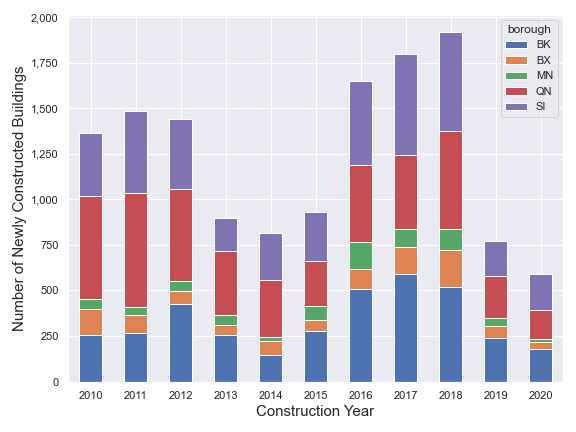 Number of Newly Constructed Buildings
2,000
1,750
1,500
1,250
1,000
750
500
250
0
borough
BK
BX
MN
QN
SI
2010 2011 2012 2013 2014 2015 2016 2017 2018 2019 2020
Construction Year